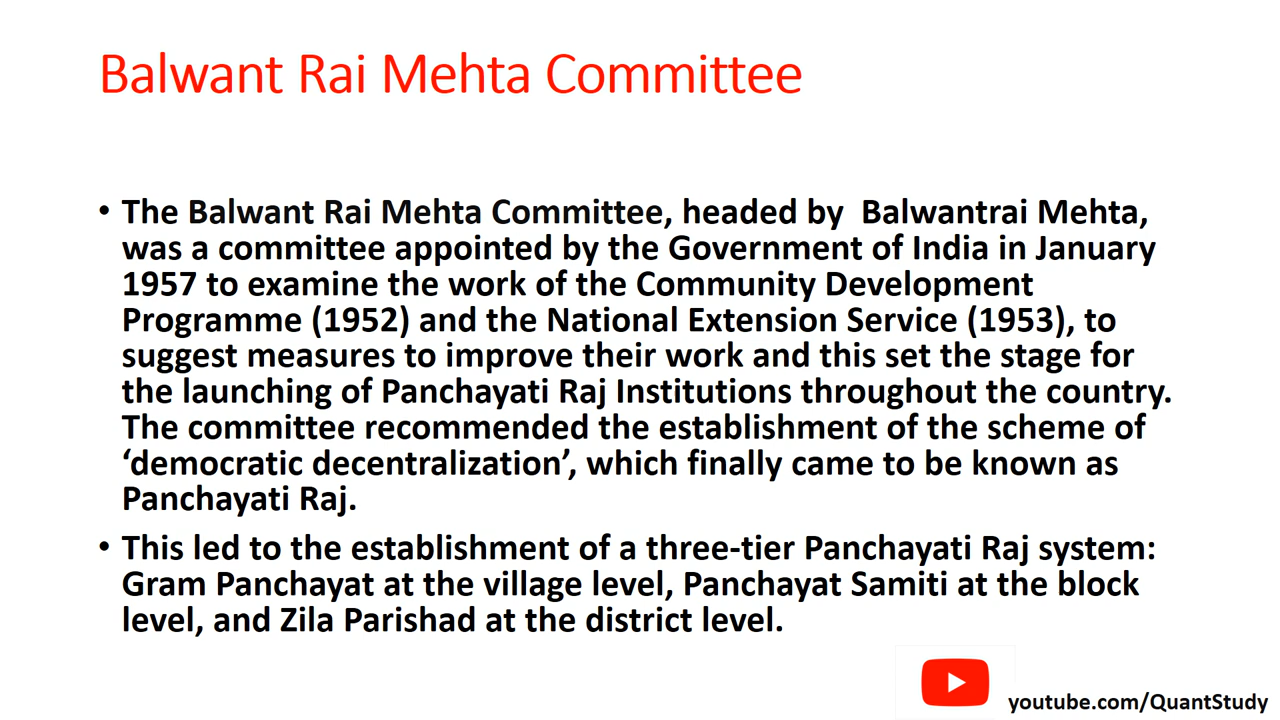 Balwant Rai Mehta Committee
• The Balwant Rai Mehta Committee, headed by  Balwantrai Mehta,
was a committee appointed by the Government of India in January
1957 to examine the work of the Community Development
Programme (1952) and the National Extension Service (1953), to
suggest measures to improve their work and this set the stage for
the launching of Panchayati Raj Institutions throughout the country.
The committee recommended the establishment of the scheme of
‘democratic decentralization’, which finally came to be known as
Panchayati Raj.
• This led to the establishment of a three-tier Panchayati Raj system:
Gram Panchayat at the village level, Panchayat Samiti at the block
level, and Zila Parishad at the district level.
youtube.com/QuantStudy